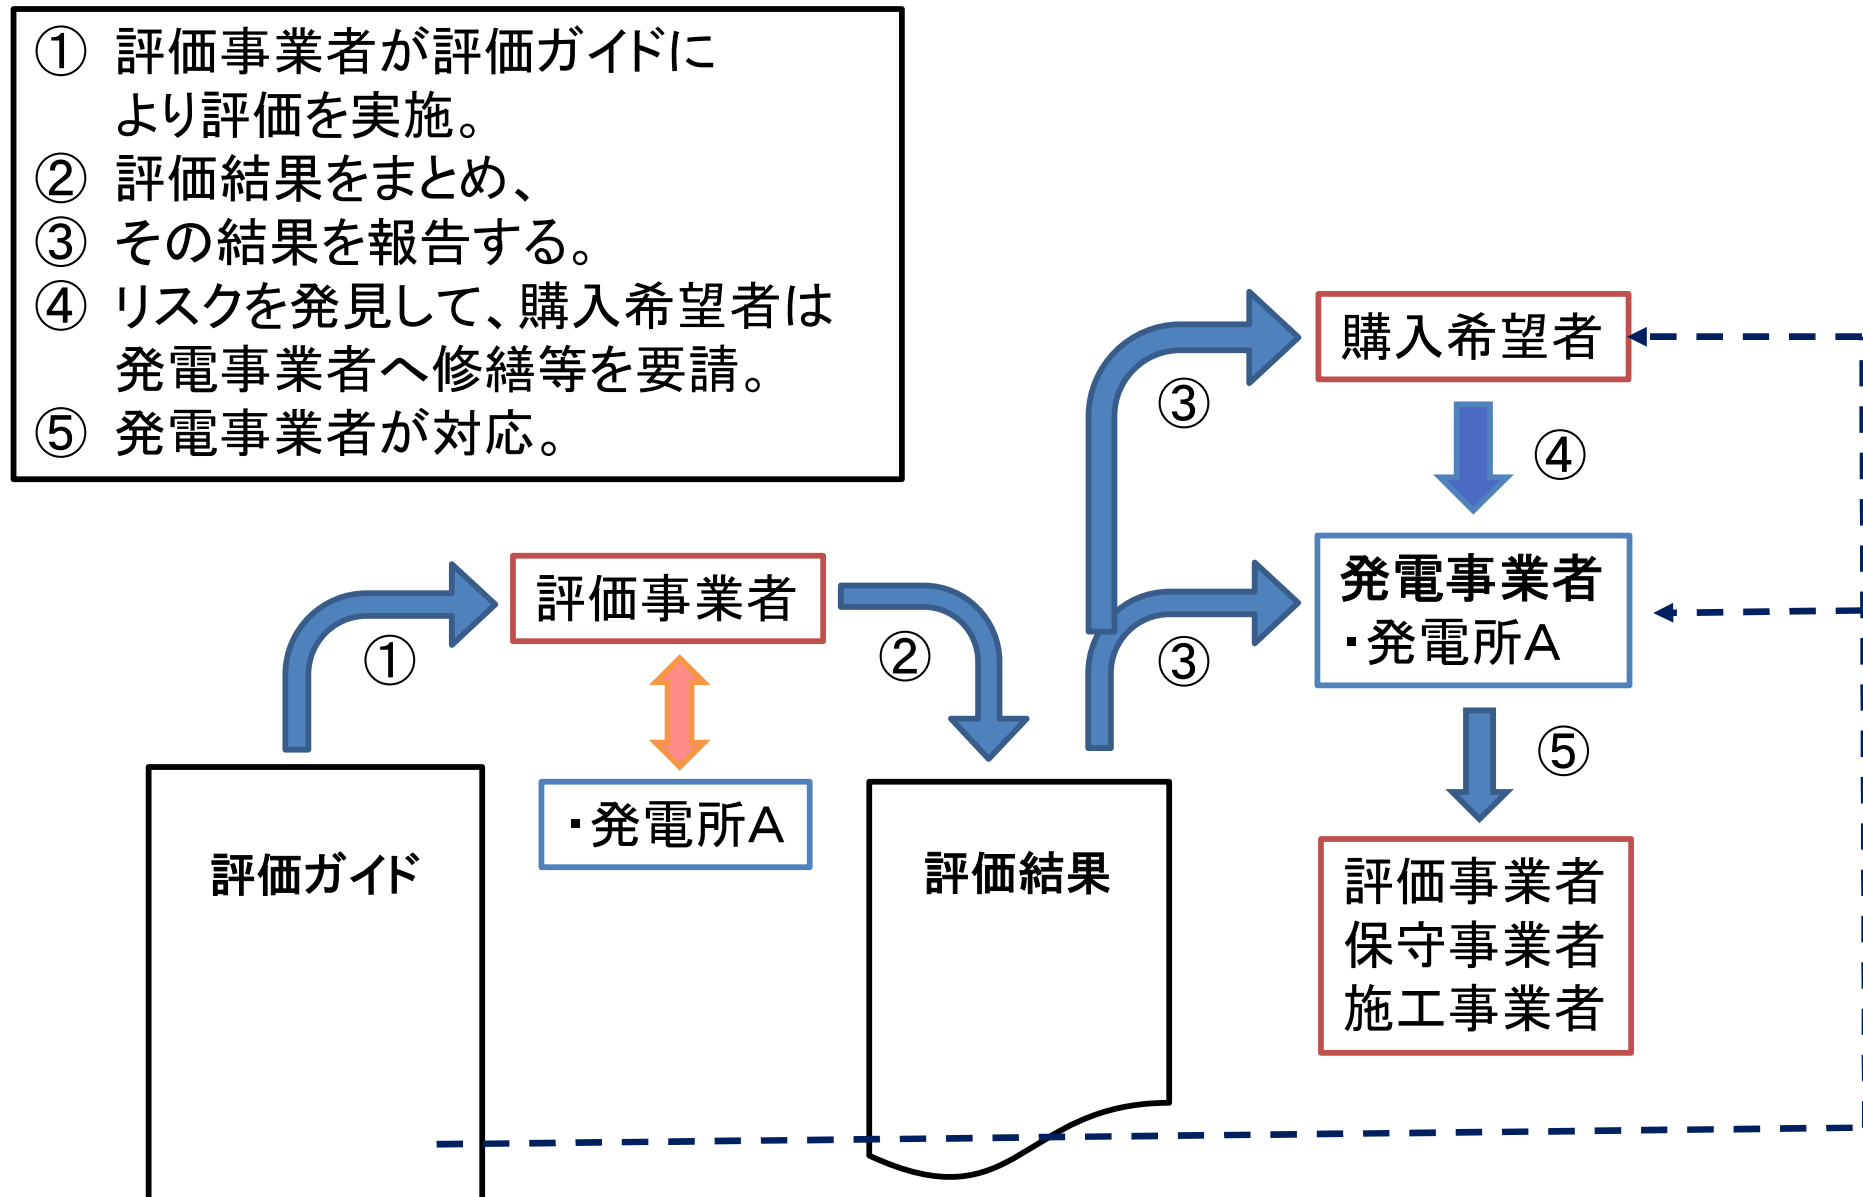 ① 評価事業者が評価ガイドに
より評価を実施。
② 評価結果をまとめ、
③ その結果を報告する。
④ リスクを発見して、購入希望者は
発電事業者へ修繕等を要請。
⑤ 発電事業者が対応。
購入希望者
③
④
評価事業者
発電事業者
・発電所A
①
②
③
⑤
・発電所A
評価ガイド
評価結果
評価事業者
保守事業者
施工事業者